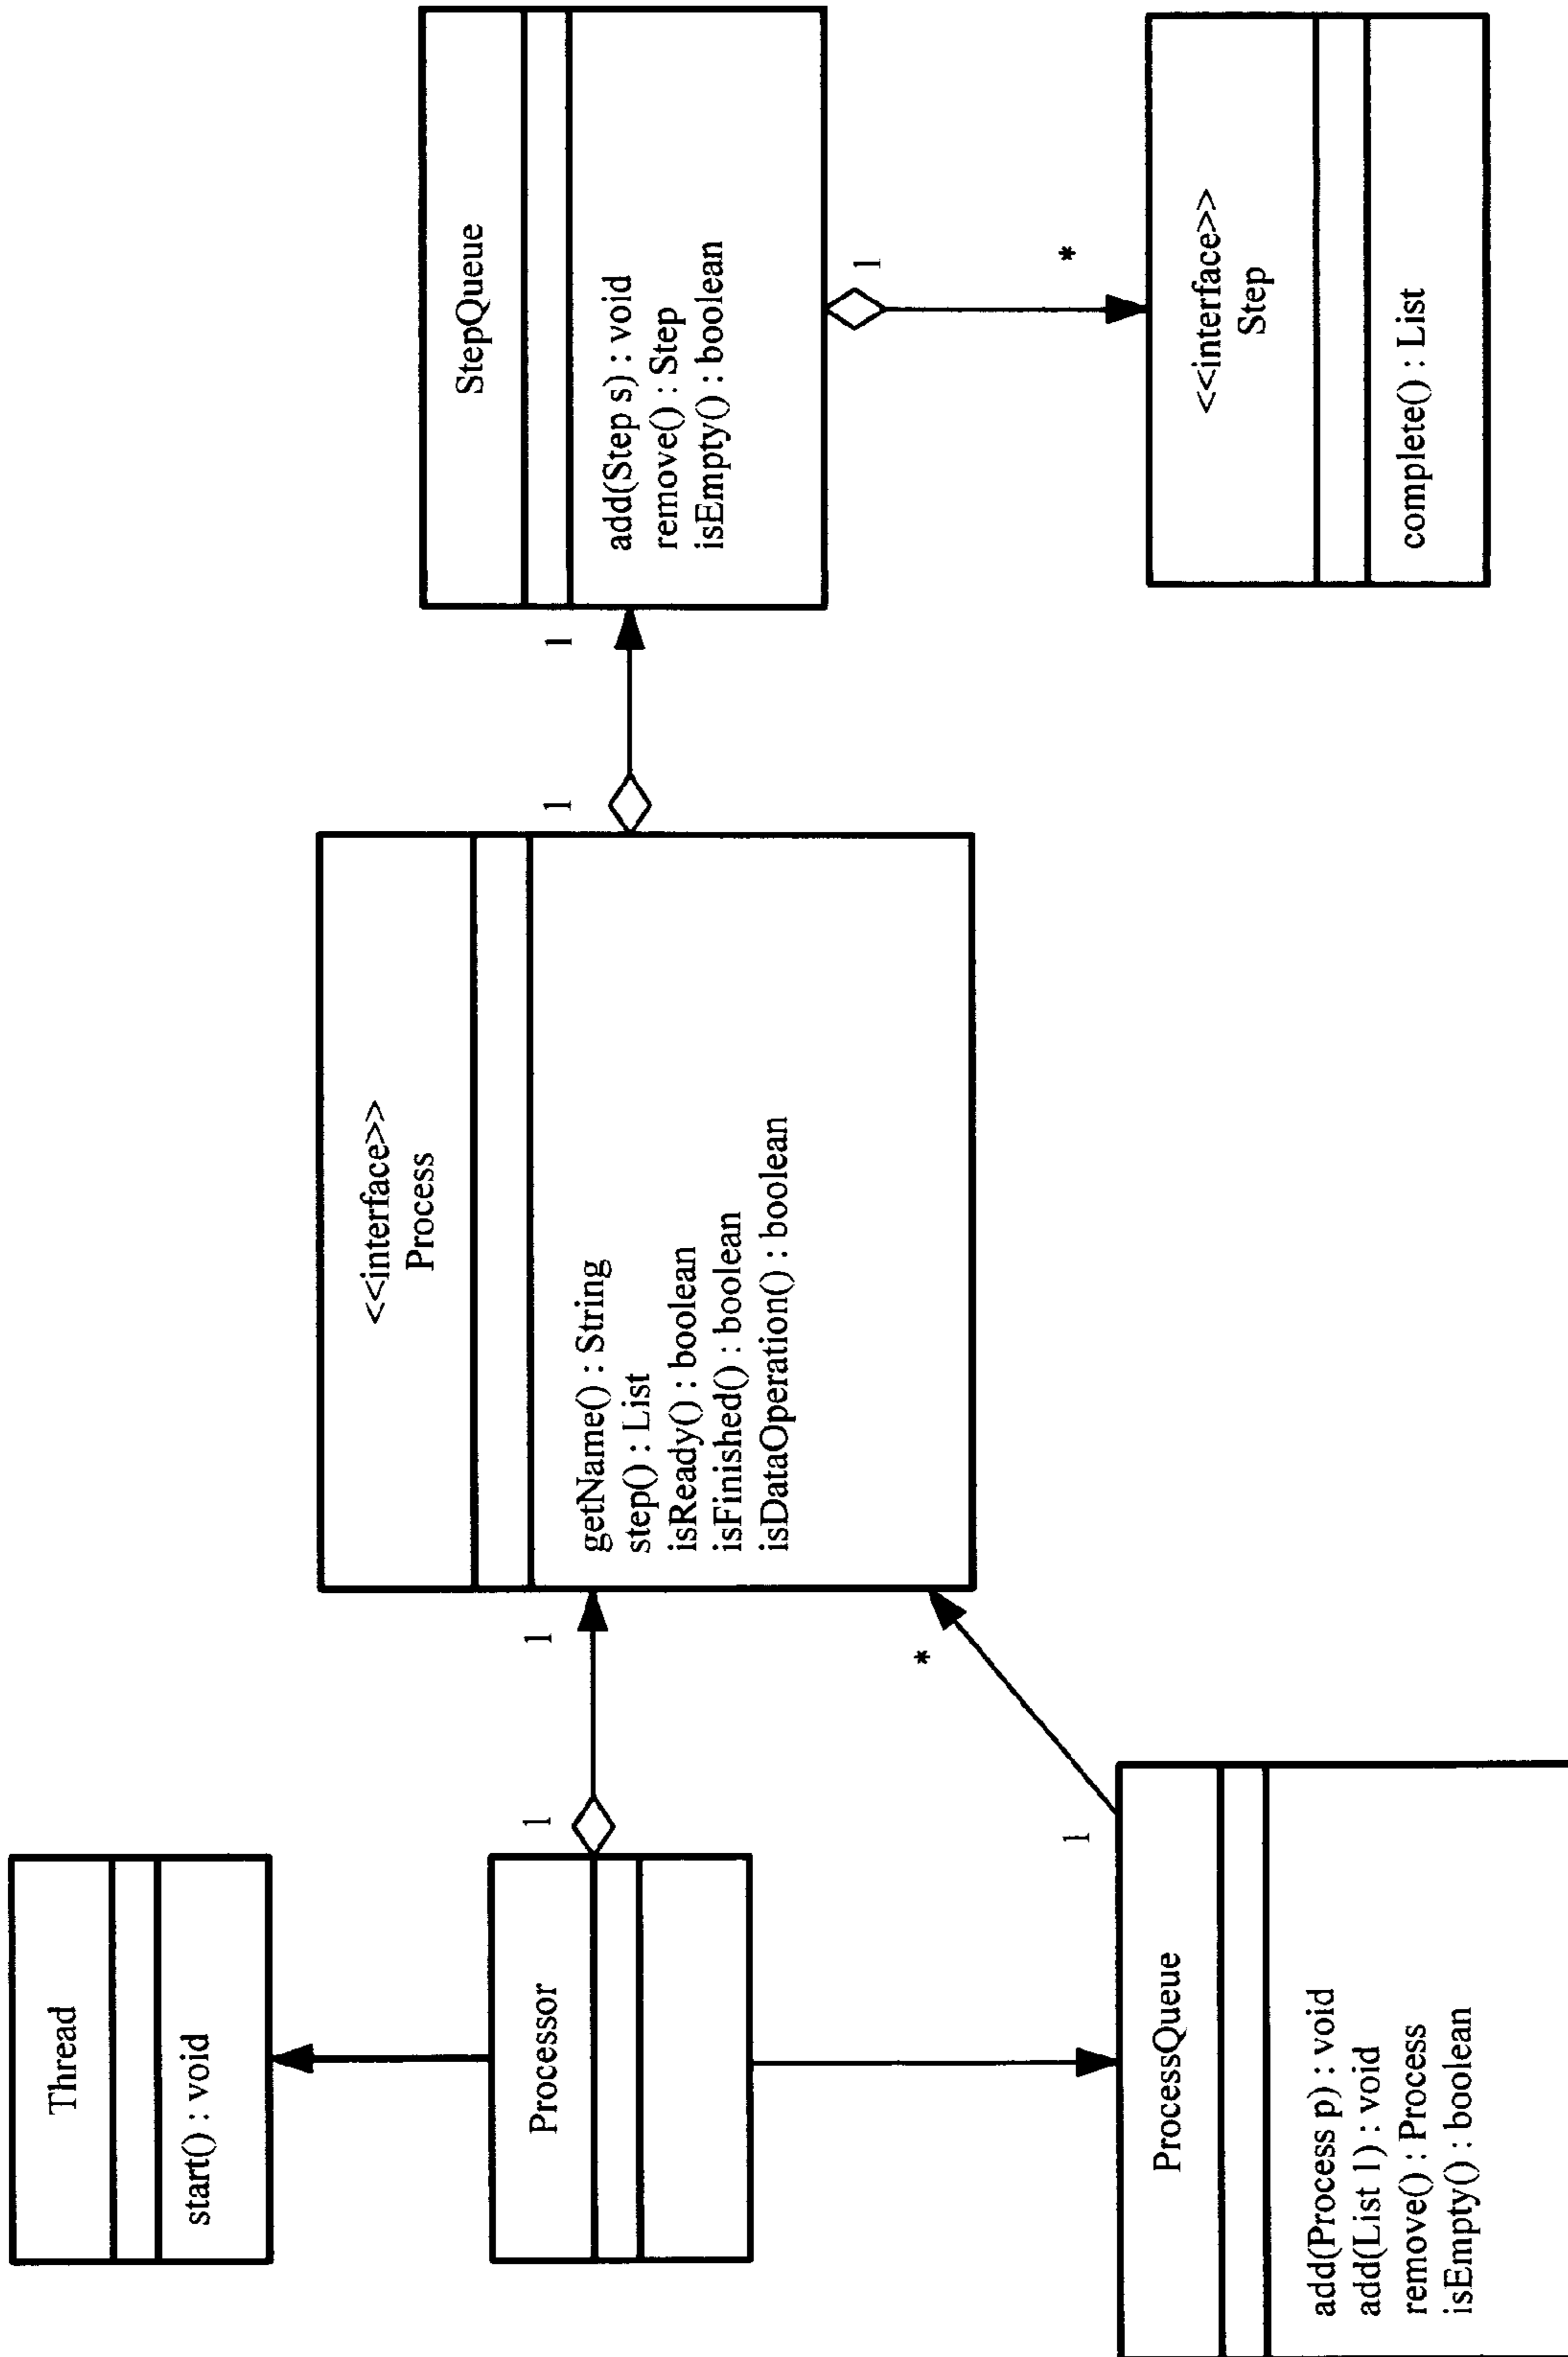 Thread
start() : void
Processor
ProcessQueue
add(Process p) : void
add(List l) : void
remove() : Process
isEmpty() : boolean
1
1
1
*
<<interface>>
Process
getName() : String
step() : List
isReady() : boolean
isFinished() : boolean
isDataOperation() : boolean
1
1
StepQueue
add(Step s) : void
remove() : Step
isEmpty() : boolean
1
*
<<interface>>
Step
complete() : List